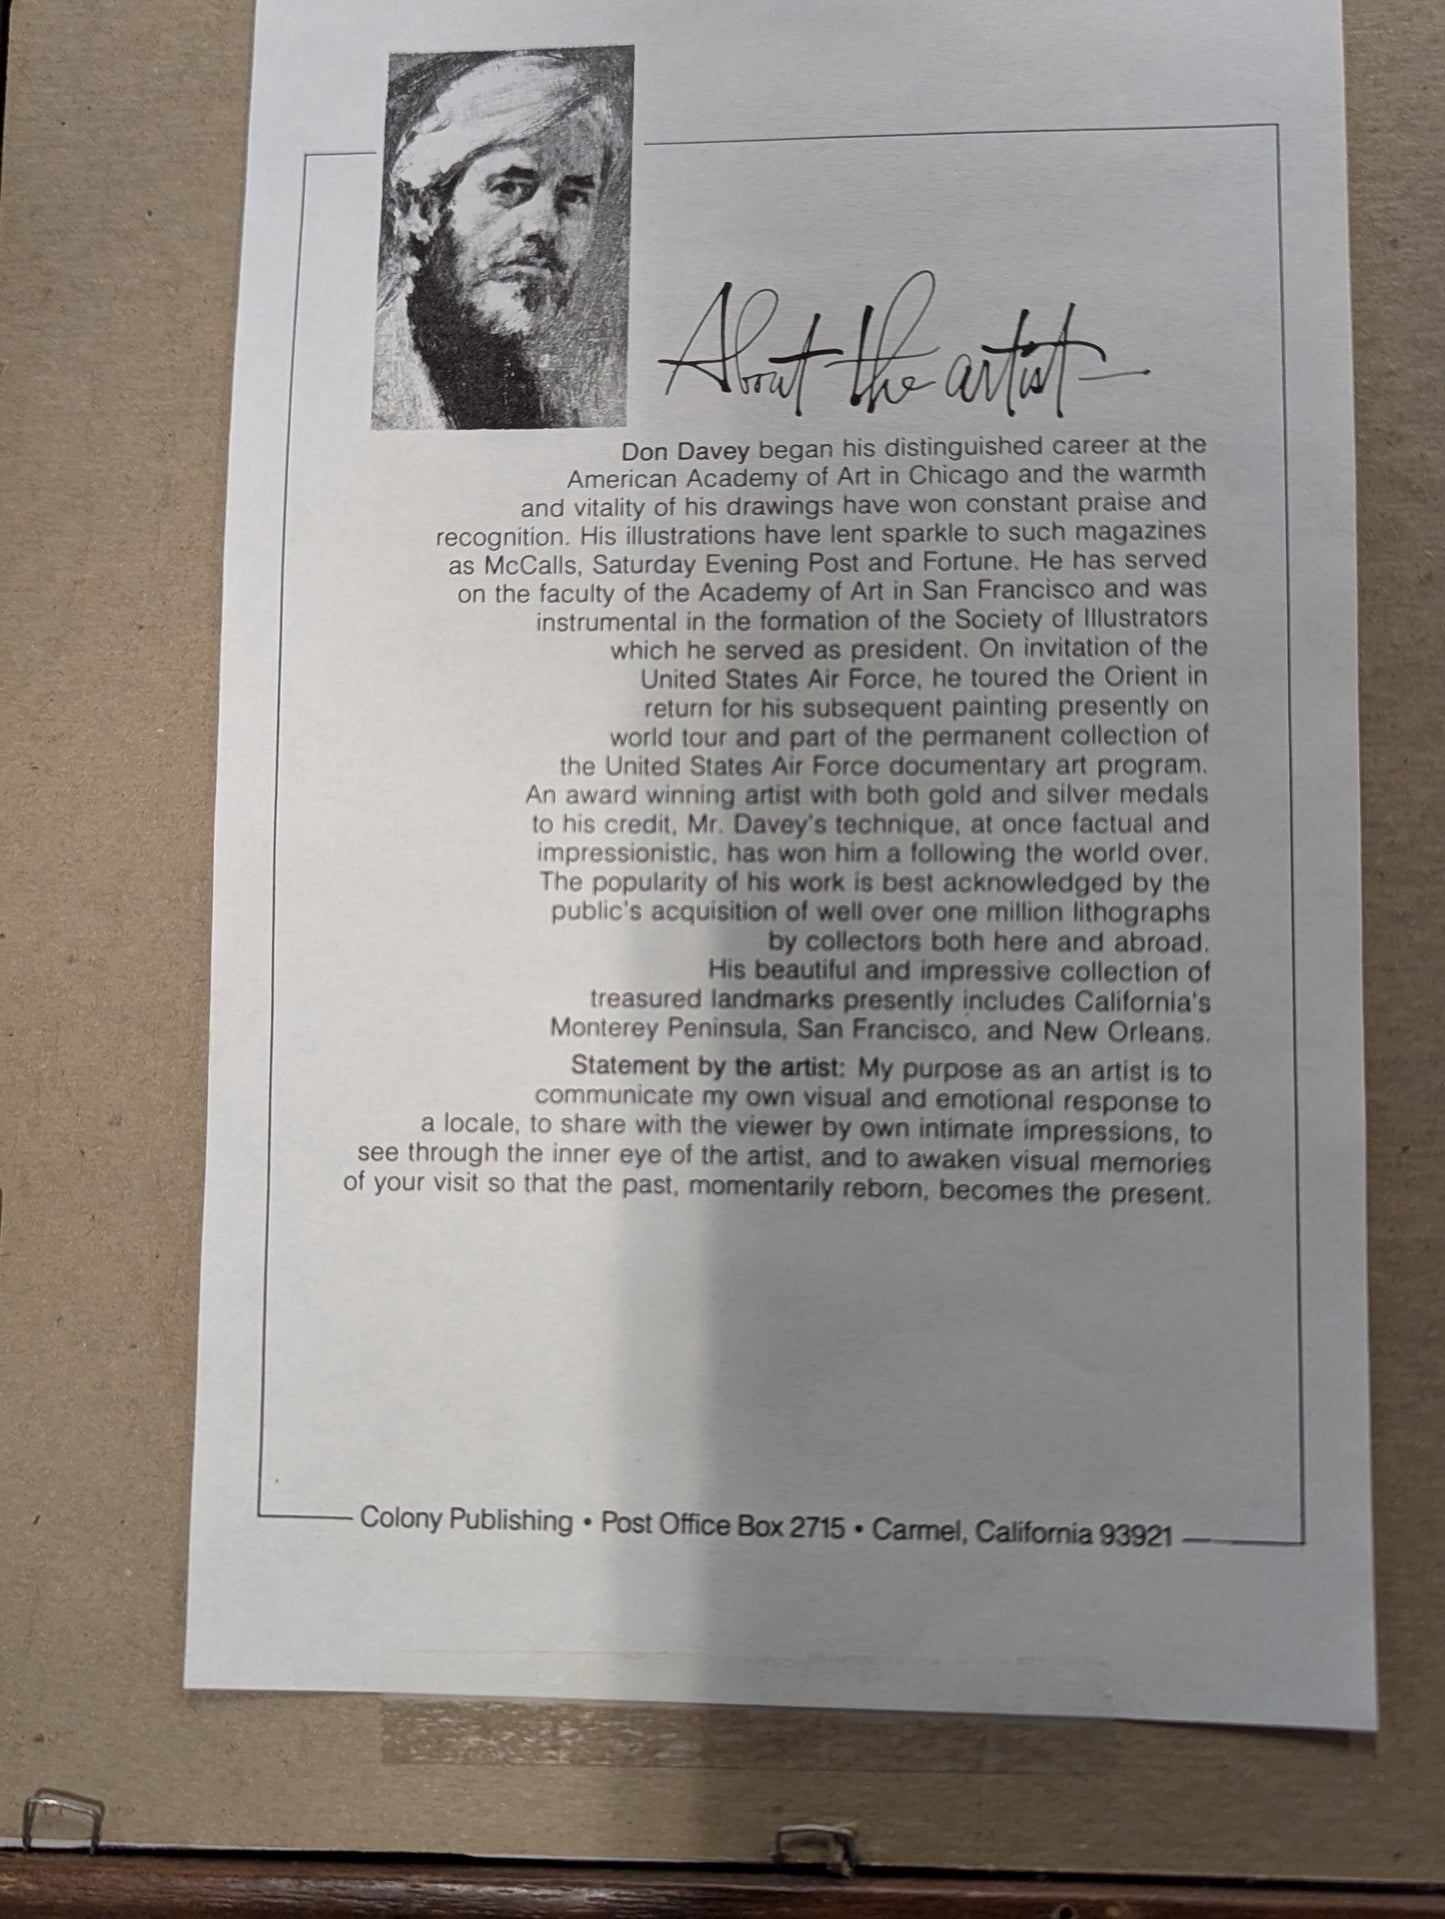 About the artist
Don Davey began his distinguished career at the
American Academy of Art in Chicago and the warmth
and vitality of his drawings have won constant praise and
recognition. His illustrations have lent sparkle to such magazines
as McCalls, Saturday Evening Post and Fortune. He has served
on the faculty of the Academy of Art in San Francisco and was
instrumental in the formation of the Society of Illustrators
which he served as president. On invitation of the
United States Air Force, he toured the Orient in
return for his subsequent painting presently on
world tour and part of the permanent collection of
the United States Air Force documentary art program.
An award winning artist with both gold and silver medals
to his credit, Mr. Davey's technique, at once factual and
impressionistic, has won him a following the world over.
The popularity of his work is best acknowledged by the
public's acquisition of well over one million lithographs
by collectors both here and abroad.
His beautiful and impressive collection of
treasured landmarks presently includes California's
Monterey Peninsula, San Francisco, and New Orleans.
Statement by the artist: My purpose as an artist is to
communicate my own visual and emotional response to
a locale, to share with the viewer by own intimate impressions, to
see through the inner eye of the artist, and to awaken visual memories
of your visit so that the past, momentarily reborn, becomes the present.
Colony Publishing • Post Office Box 2715 • Carmel, California 93921